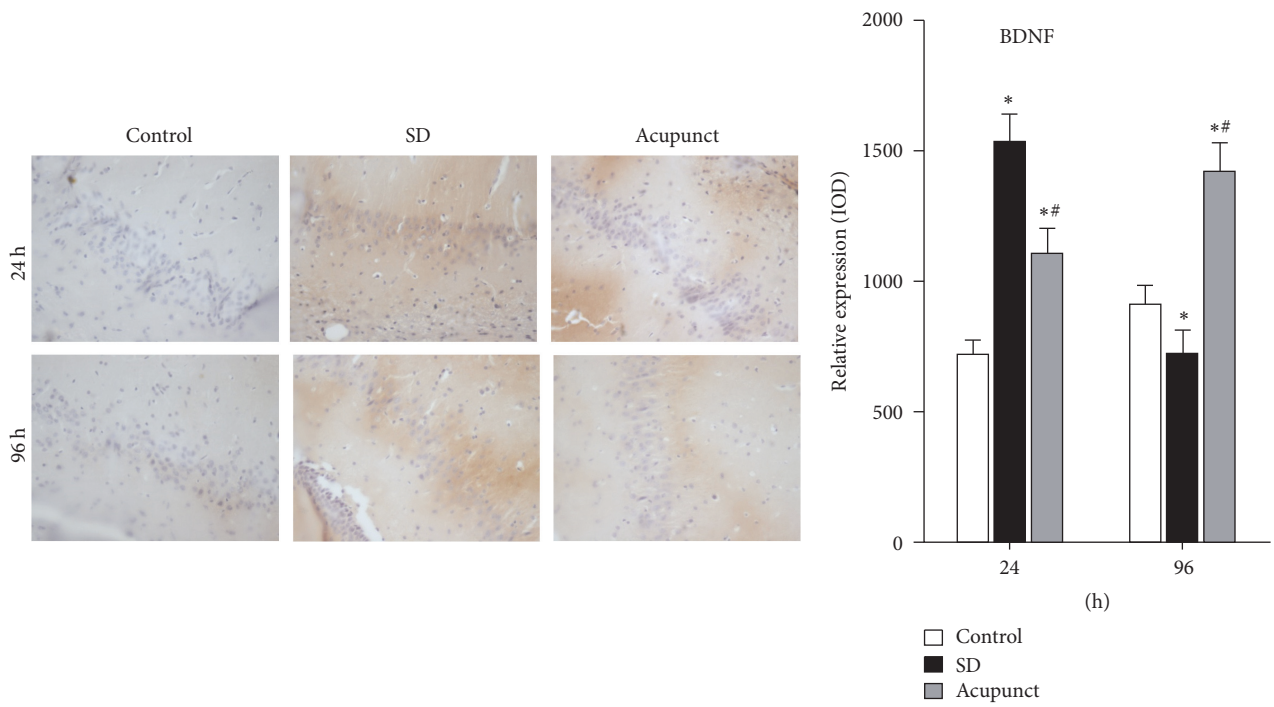 Control SD Acupunct
24 h
96 h
BDNF
Relative expression (IOD)
2000
1500
1000
500
0
*
*#
*
*#
24 96
(h)
Control
SD
Acupunct